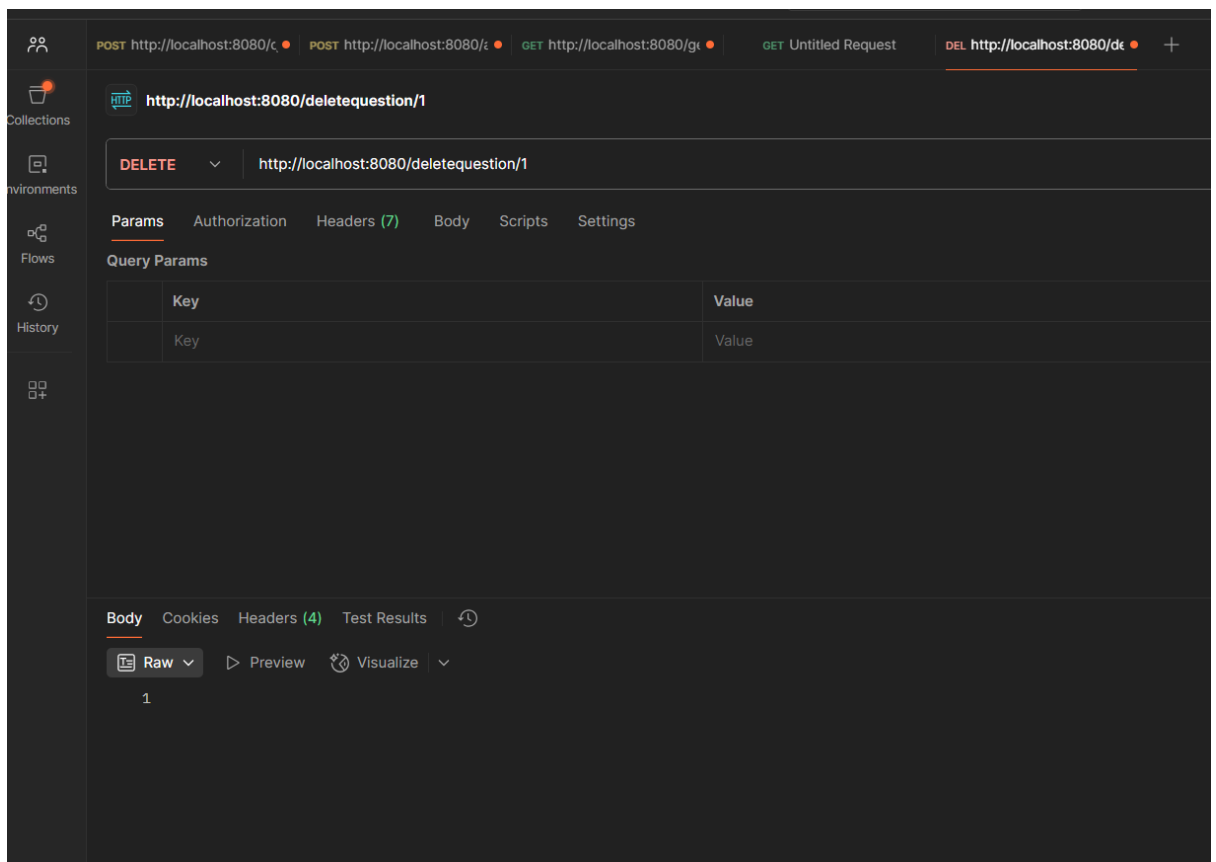 POST http://localhost:8080/c
POST http://localhost:8080/a
GET http://localhost:8080/ge
GET Untitled Request
DEL http://localhost:8080/de
Collections
nvironments
Flows
History
HTTP
http://localhost:8080/deletequestion/1
DELETE
http://localhost:8080/deletequestion/1
Params Authorization Headers (7) Body Scripts Settings
Query Params
Key Value
Key Value
Body Cookies Headers (4) Test Results
Raw Preview Visualize
1